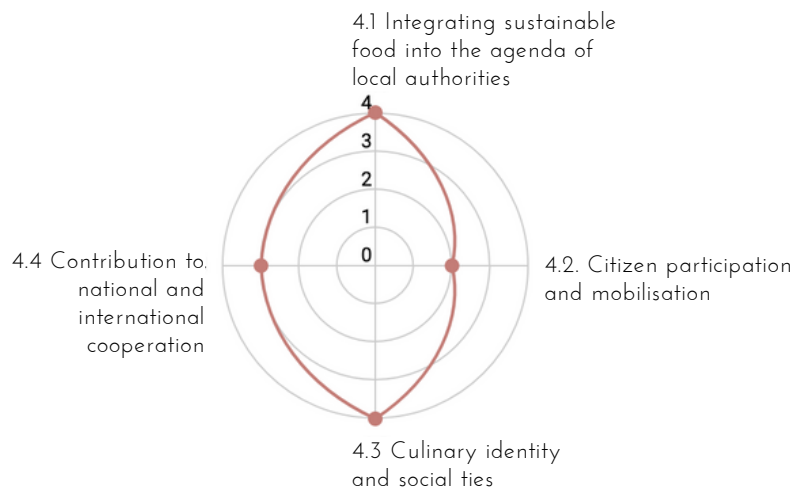 4.1 Integrating sustainable
food into the agenda of
local authorities
4
3
2
1
0
4.4 Contribution to
national and
international
cooperation
4.2. Citizen participation
and mobilisation
4.3 Culinary identity
and social ties